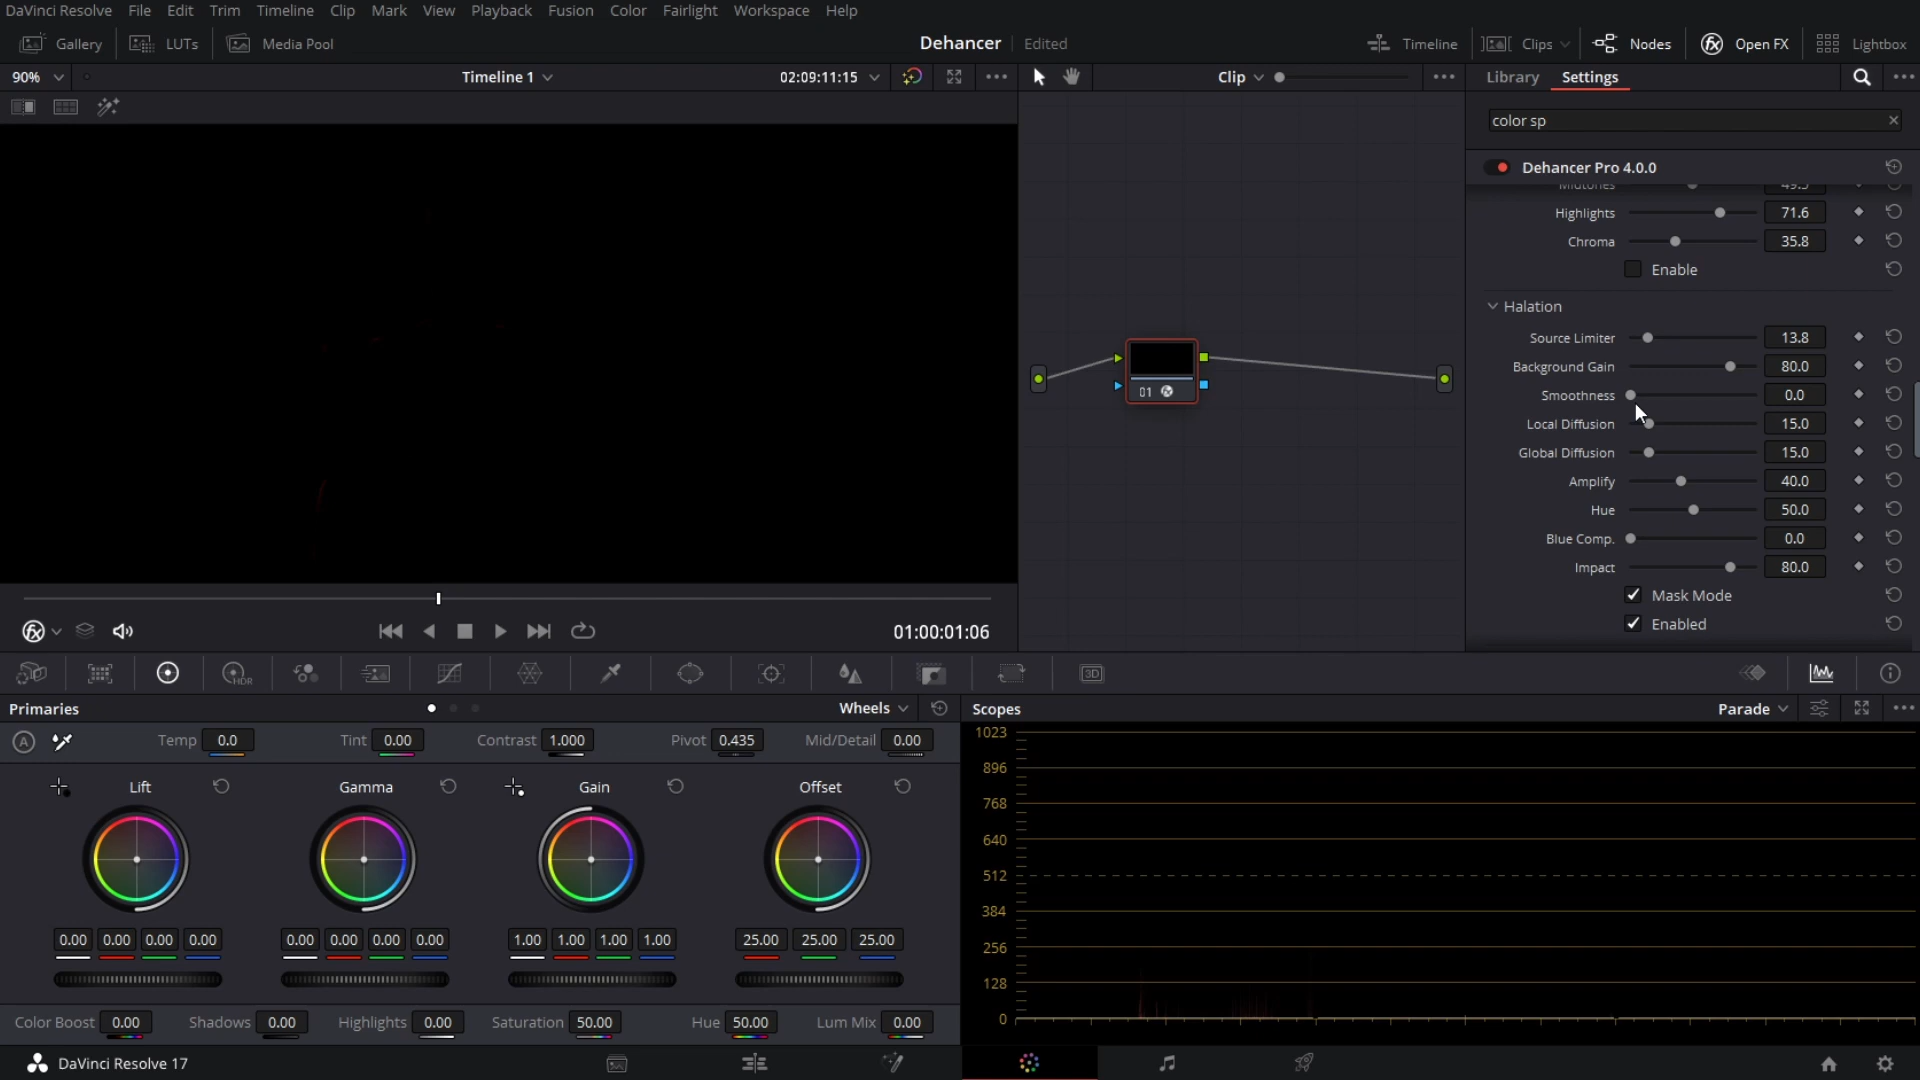 DaVinci Resolve File Edit Trim Timeline Clip Mark View Playback Fusion Color Fairlight Workspace Help
Gallery LUTs Media Pool Dehancer Edited Timeline Clips Nodes Open FX Lightbox
90% Timeline 1 02:09:11:15 Clip Library Settings
color sp
Dehancer Pro 4.0.0
Midtones 49.5
Highlights 71.6
Chroma 35.8
Enable
Halation
Source Limiter 13.8
Background Gain 80.0
Smoothness 0.0
Local Diffusion 15.0
Global Diffusion 15.0
Amplify 40.0
Hue 50.0
Blue Comp. 0.0
Impact 80.0
Mask Mode
Enabled
01
01:00:01:06
HDR 3D
Primaries Wheels Scopes Parade
A Temp 0.0 Tint 0.00 Contrast 1.000 Pivot 0.435 Mid/Detail 0.00
Lift Gamma Gain Offset
0.00 0.00 0.00 0.00 0.00 0.00 0.00 0.00 1.00 1.00 1.00 1.00 25.00 25.00 25.00
Color Boost 0.00 Shadows 0.00 Highlights 0.00 Saturation 50.00 Hue 50.00 Lum Mix 0.00
1023
896
768
640
512
384
256
128
0
DaVinci Resolve 17